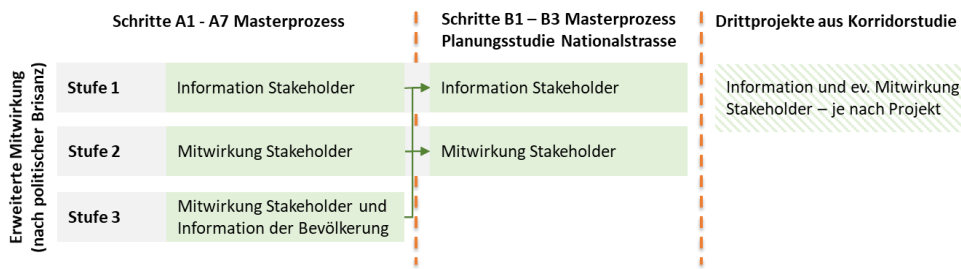 Schritte A1 - A7 Masterprozess
Schritte B1 – B3 Masterprozess
Planungsstudie Nationalstrasse
Drittprojekte aus Korridorstudie
Erweiterte Mitwirkung
(nach politischer Brisanz)
Stufe 1
Information Stakeholder
Information Stakeholder
Information und ev. Mitwirkung
Stakeholder – je nach Projekt
Stufe 2
Mitwirkung Stakeholder
Mitwirkung Stakeholder
Stufe 3
Mitwirkung Stakeholder und
Information der Bevölkerung